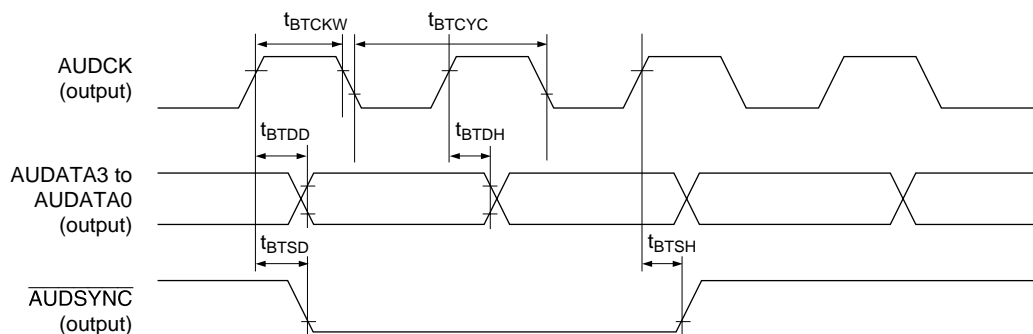 tBTCKW
tBTCYC
AUDCK
(output)
tBTDD
tBTDH
AUDATA3 to
AUDATA0
(output)
tBTSD
tBTSH
AUDSYNC
(output)